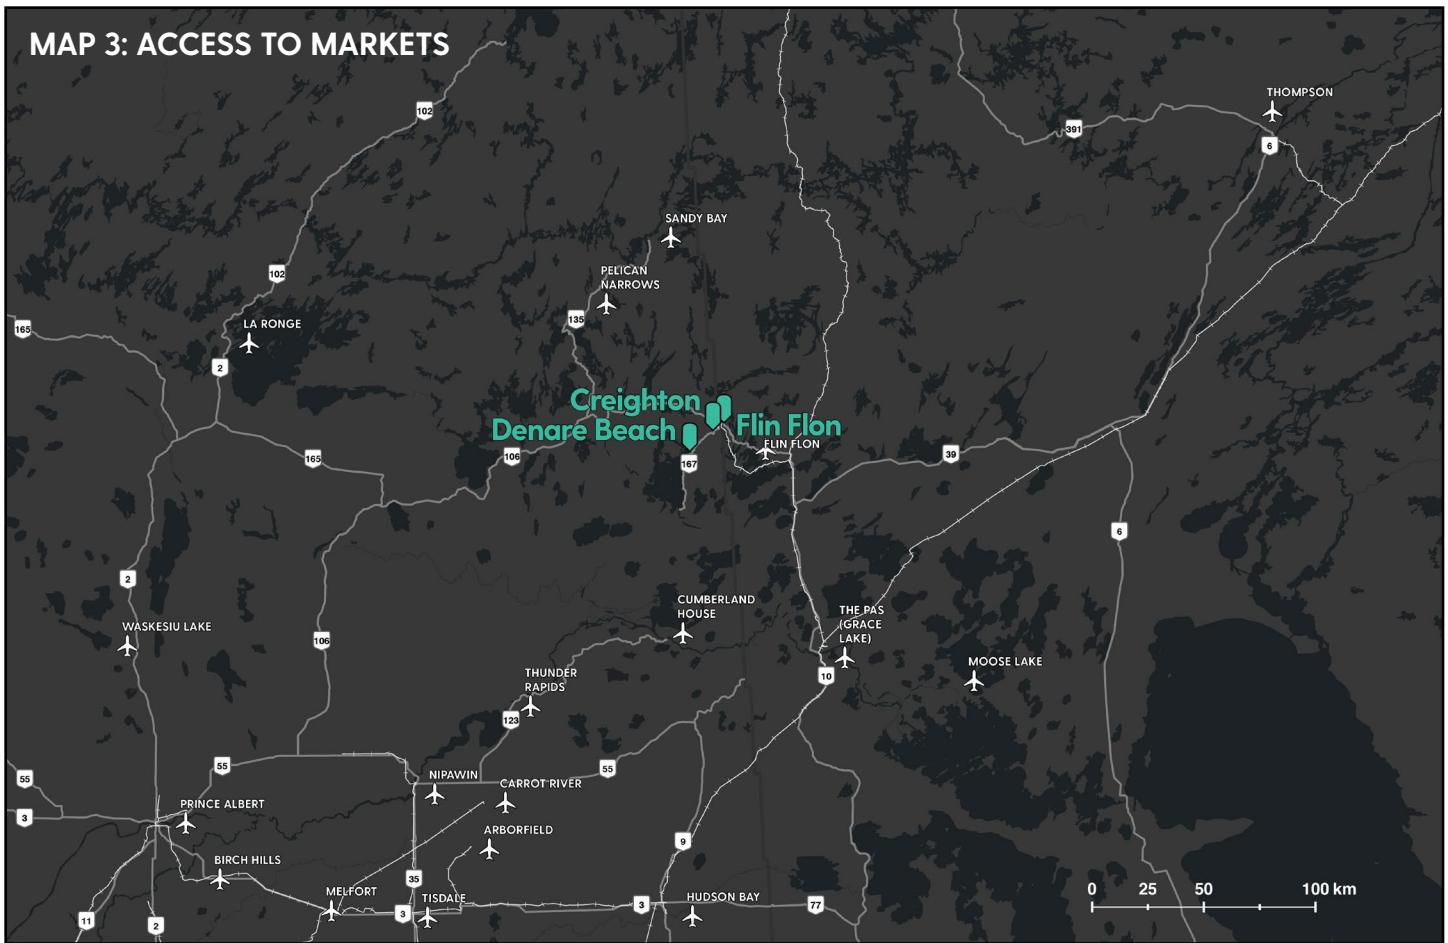 MAP 3: ACCESS TO MARKETS
102
THOMPSON
391
6
SANDY BAY
PELICAN
NARROWS
102
135
165
LA RONGE
2
Creighton
Denare Beach
Flin Flon
FLIN FLON
165
106
167
39
6
2
CUMBERLAND
HOUSE
THE PAS
(GRACE
LAKE)
WASKESIU LAKE
106
MOOSE LAKE
10
THUNDER
RAPIDS
123
55
55
55
NIPAWIN
CARROT RIVER
3
PRINCE ALBERT
ARBORFIELD
9
BIRCH HILLS
35
MELFORT
TISDALE
3
3
HUDSON BAY
77
11
2
0 25 50 100 km